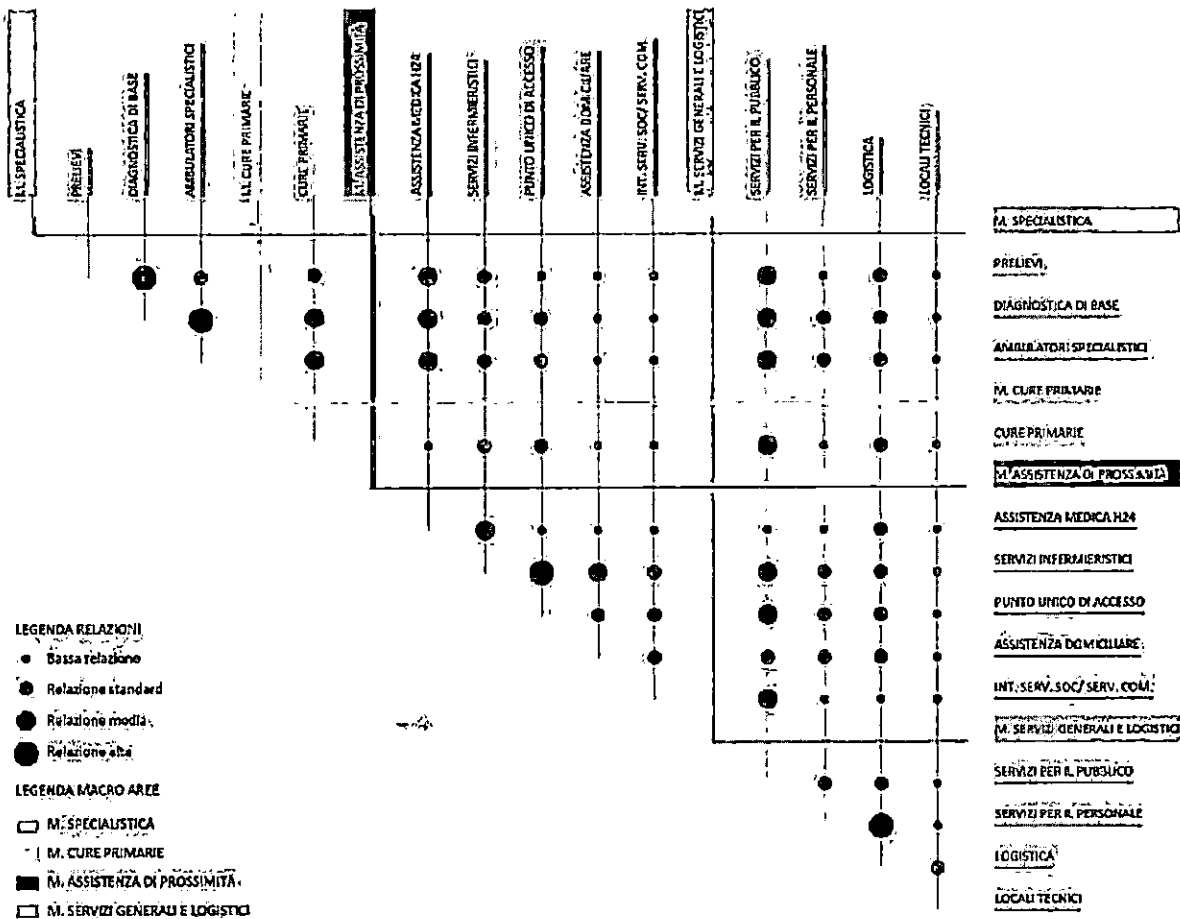 M. SPECIALISTICA
PRELIEVI
DIAGNOSTICA DI BASE
AMBULATORI SPECIALISTICI
M. CURE PRIMARIE
CURE PRIMARIE
M. ASSISTENZA DI PROSSIMITÀ
ASSISTENZA MEDICA H24
SERVIZI INFERMIERISTICI
PUNTO UNICO DI ACCESSO
ASSISTENZA DOMICILIARE
INT. SERV. SOC/ SERV. COM.
M. SERVIZI GENERALI E LOGISTICI
SERVIZI PER IL PUBBLICO
SERVIZI PER IL PERSONALE
LOGISTICA
LOCALI TECNICI
M. SPECIALISTICA
PRELIEVI
DIAGNOSTICA DI BASE
AMBULATORI SPECIALISTICI
M. CURE PRIMARIE
CURE PRIMARIE
M. ASSISTENZA DI PROSSIMITÀ
ASSISTENZA MEDICA H24
SERVIZI INFERMIERISTICI
PUNTO UNICO DI ACCESSO
ASSISTENZA DOMICILIARE
INT. SERV. SOC/ SERV. COM.
M. SERVIZI GENERALI E LOGISTICI
SERVIZI PER IL PUBBLICO
SERVIZI PER IL PERSONALE
LOGISTICA
LOCALI TECNICI
LEGENDA RELAZIONI
Bassa relazione
Relazione standard
Relazione media
Relazione alta
LEGENDA MACRO AREE
M. SPECIALISTICA
M. CURE PRIMARIE
M. ASSISTENZA DI PROSSIMITÀ
M. SERVIZI GENERALI E LOGISTICI